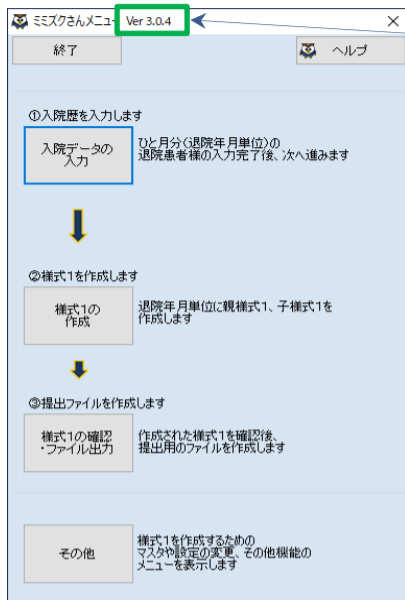 ミミズクさんメニュー Ver 3.0.4
終了
ヘルプ
①入院歴を入力します
入院データの
入力
ひと月分(退院年月単位)の
退院患者様の入力完了後、次へ進みます
②様式1を作成します
様式1の
作成
退院年月単位に親様式1、子様式1を
作成します
③提出ファイルを作成します
様式1の確認
・ファイル出力
作成された様式1を確認後、
提出用のファイルを作成します
その他
様式1を作成するための
マスタや設定の変更、その他機能の
メニューを表示します